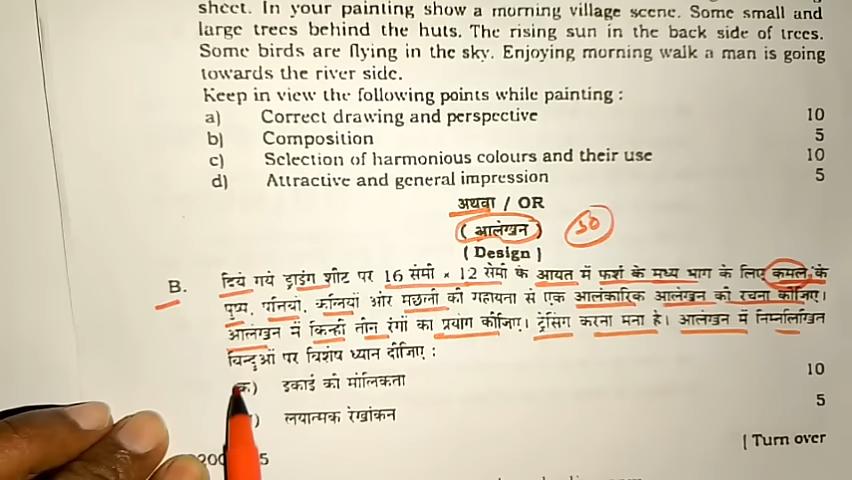 sheet. In your painting show a morning village scene. Some small and
large trees behind the huts. The rising sun in the back side of trees.
Some birds are flying in the sky. Enjoying morning walk a man is going
towards the river side.
Keep in view the following points while painting :
a) Correct drawing and perspective 10
b) Composition 5
c) Selection of harmonious colours and their use 10
d) Attractive and general impression 5
अथवा / OR
( आलेखन )
30
( Design )
B. दिये गये ड्राइंग शीट पर 16 सेमी × 12 सेमी के आयत में फर्श के मध्य भाग के लिए कमल के
पुष्प, पत्तियों, कलियों और मछली की सहायता से एक आलंकारिक आलेखन की रचना कीजिए।
आलेखन में किन्हीं तीन रंगों का प्रयोग कीजिए। ट्रेसिंग करना मना है। आलेखन में निम्नलिखित
बिन्दुओं पर विशेष ध्यान दीजिए :
क) इकाई की मौलिकता 10
) लयात्मक रेखांकन 5
[ Turn over